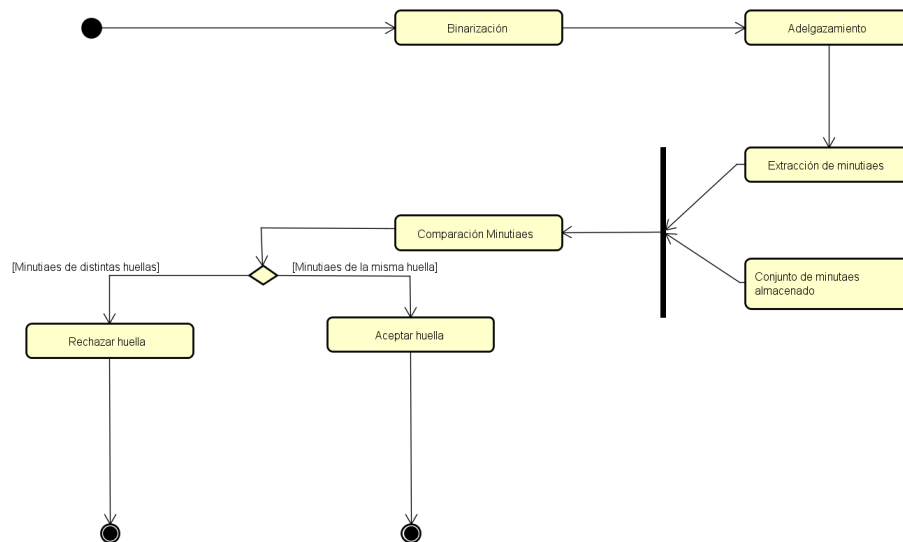 Binarización
Adelgazamiento
Extracción de minutiaes
Comparación Minutiaes
Conjunto de minutaes
almacenado
[Minutiaes de distintas huellas]
[Minutiaes de la misma huella]
Rechazar huella
Aceptar huella